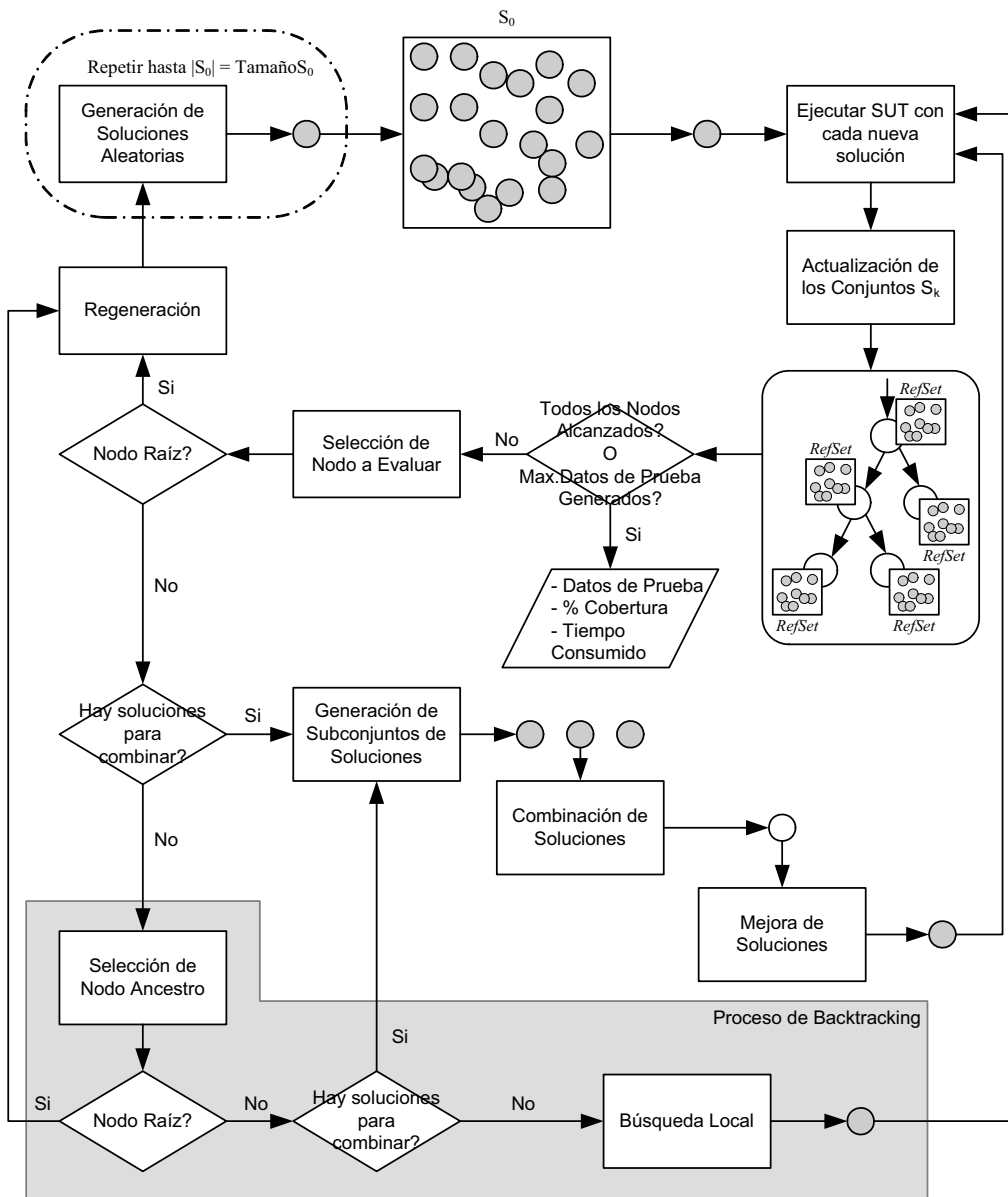 S₀
Repetir hasta |S₀| = TamañoS₀
Generación de
Soluciones
Aleatorias
Ejecutar SUT con
cada nueva
solución
Actualización de
los Conjuntos Sₖ
Regeneración
Si
Nodo Raíz?
No
Selección de
Nodo a Evaluar
No
Todos los Nodos
Alcanzados?
O
Max.Datos de Prueba
Generados?
Si
- Datos de Prueba
- % Cobertura
- Tiempo
Consumido
RefSet
RefSet
RefSet
RefSet
RefSet
Hay soluciones
para
combinar?
Si
No
Generación de
Subconjuntos de
Soluciones
Combinación de
Soluciones
Mejora de
Soluciones
Selección de
Nodo Ancestro
Proceso de Backtracking
Si
Nodo Raíz?
No
Si
Hay soluciones
para
combinar?
No
Búsqueda Local